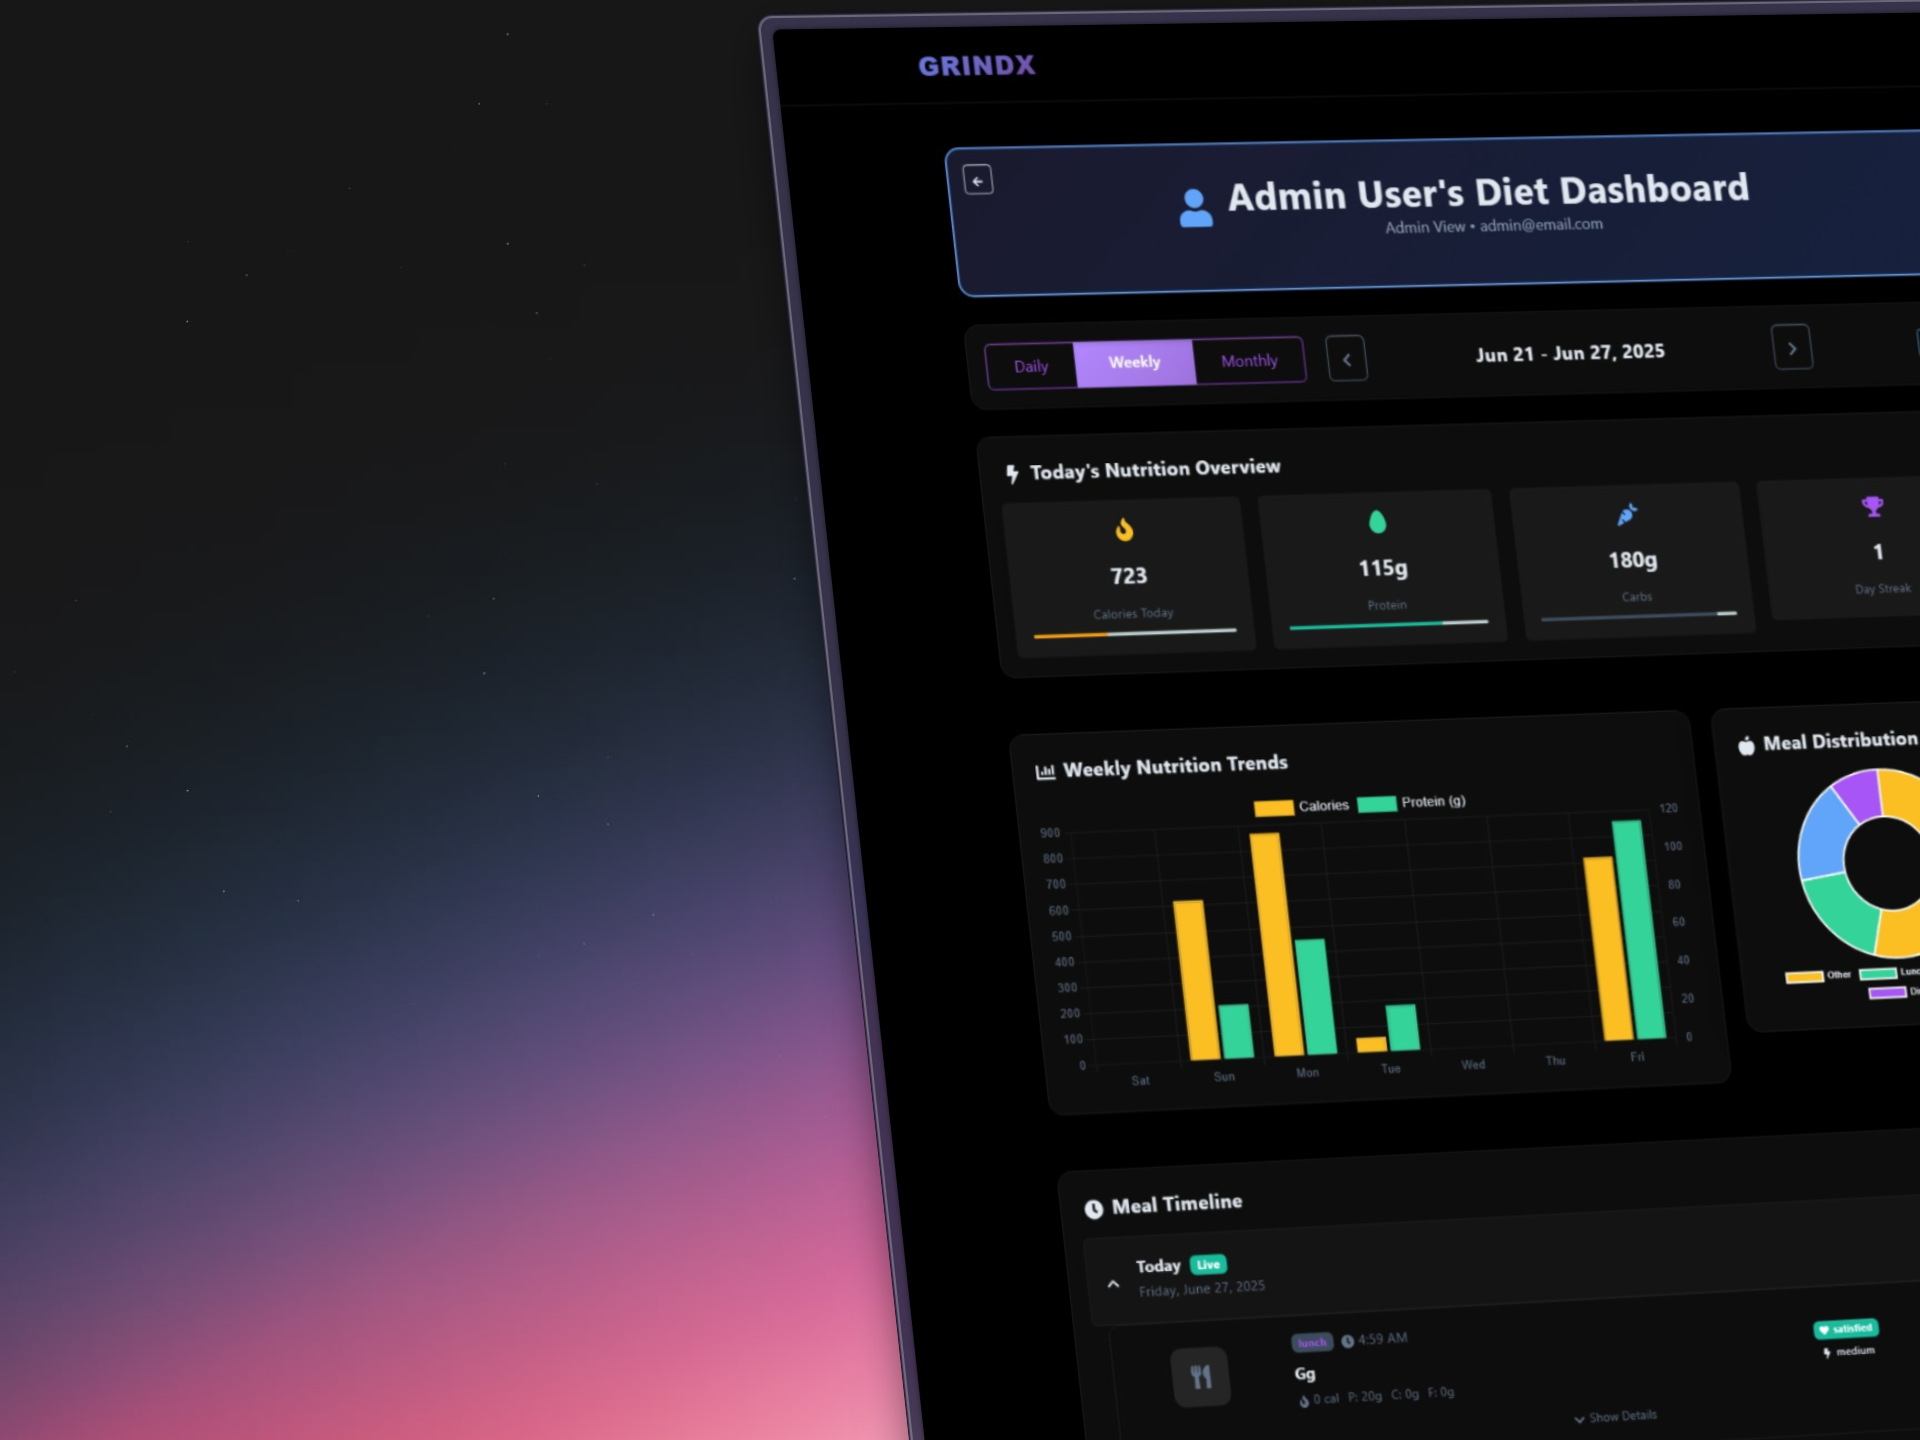 GRINDX
Admin User's Diet Dashboard
Admin View • admin@email.com
Daily Weekly Monthly
Jun 21 - Jun 27, 2025
Today's Nutrition Overview
723 115g 180g 1
Calories Today Protein Carbs Day Streak
Weekly Nutrition Trends
Calories Protein (g)
900
800
700
600
500
400
300
200
100
0
120
100
80
60
40
20
0
Sat Sun Mon Tue Wed Thu Fri
Meal Distribution
Other
Meal Timeline
Today Live
Friday, June 27, 2025
lunch 4:59 AM
Gg
0 cal P: 20g C: 0g F: 0g
satisfied
medium
Show Details